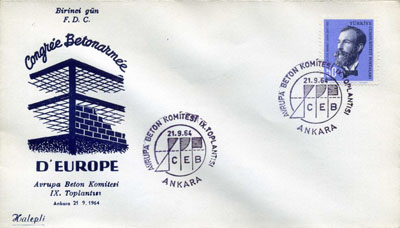 Birinci gün
F. D. C.
Congrée Betonarmée
D'EUROPE
Avrupa Beton Komitesi
IX. Toplantısı
Ankara 21. 9. 1964
Halepli
AVRUPA BETON KOMİTESİ IX. TOPLANTISI
21.9.64
CEB
ANKARA
AVRUPA BETON KOMİTESİ IX. TOPLANTISI
21.9.64
CEB
ANKARA
TÜRKİYE